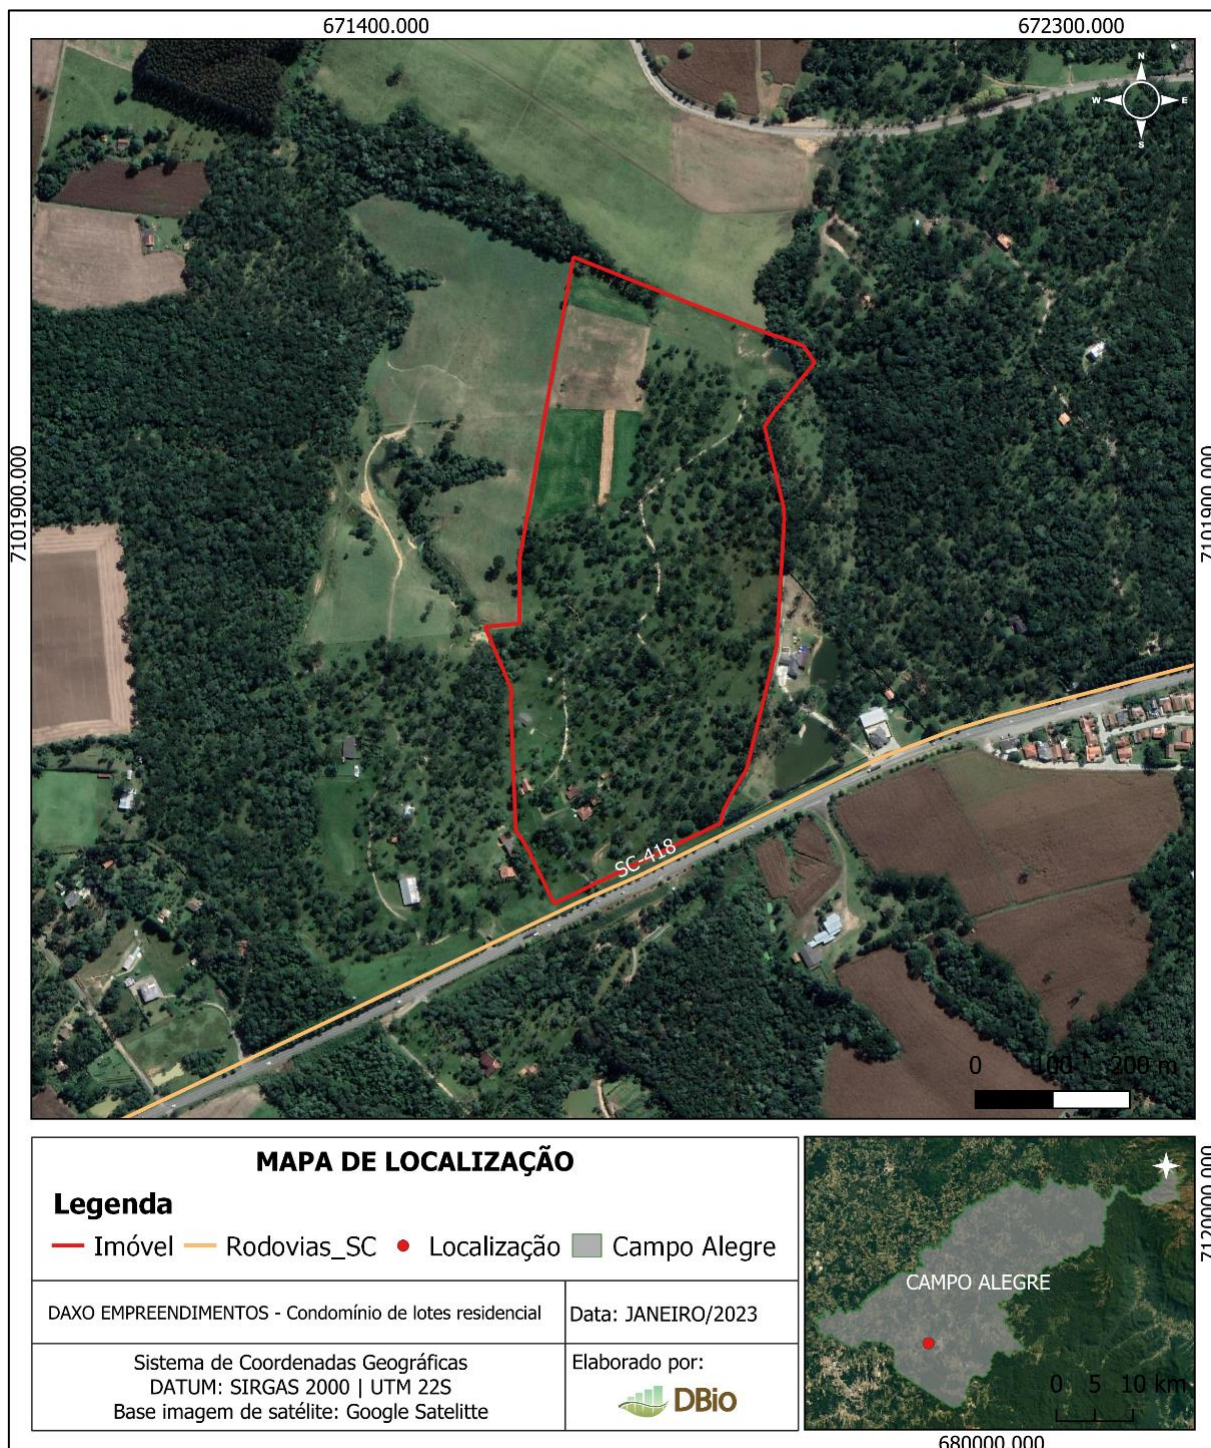 671400.000
672300.000
N
W
E
S
7101900.000
7101900.000
SC-418
0 100 200 m
MAPA DE LOCALIZAÇÃO
Legenda
Imóvel Rodovias_SC Localização Campo Alegre
DAXO EMPREENDIMENTOS - Condomínio de lotes residencial
Data: JANEIRO/2023
Sistema de Coordenadas Geográficas
DATUM: SIRGAS 2000 | UTM 22S
Base imagem de satélite: Google Satelitte
Elaborado por:
DBio
CAMPO ALEGRE
0 5 10 km
7120000.000
680000.000